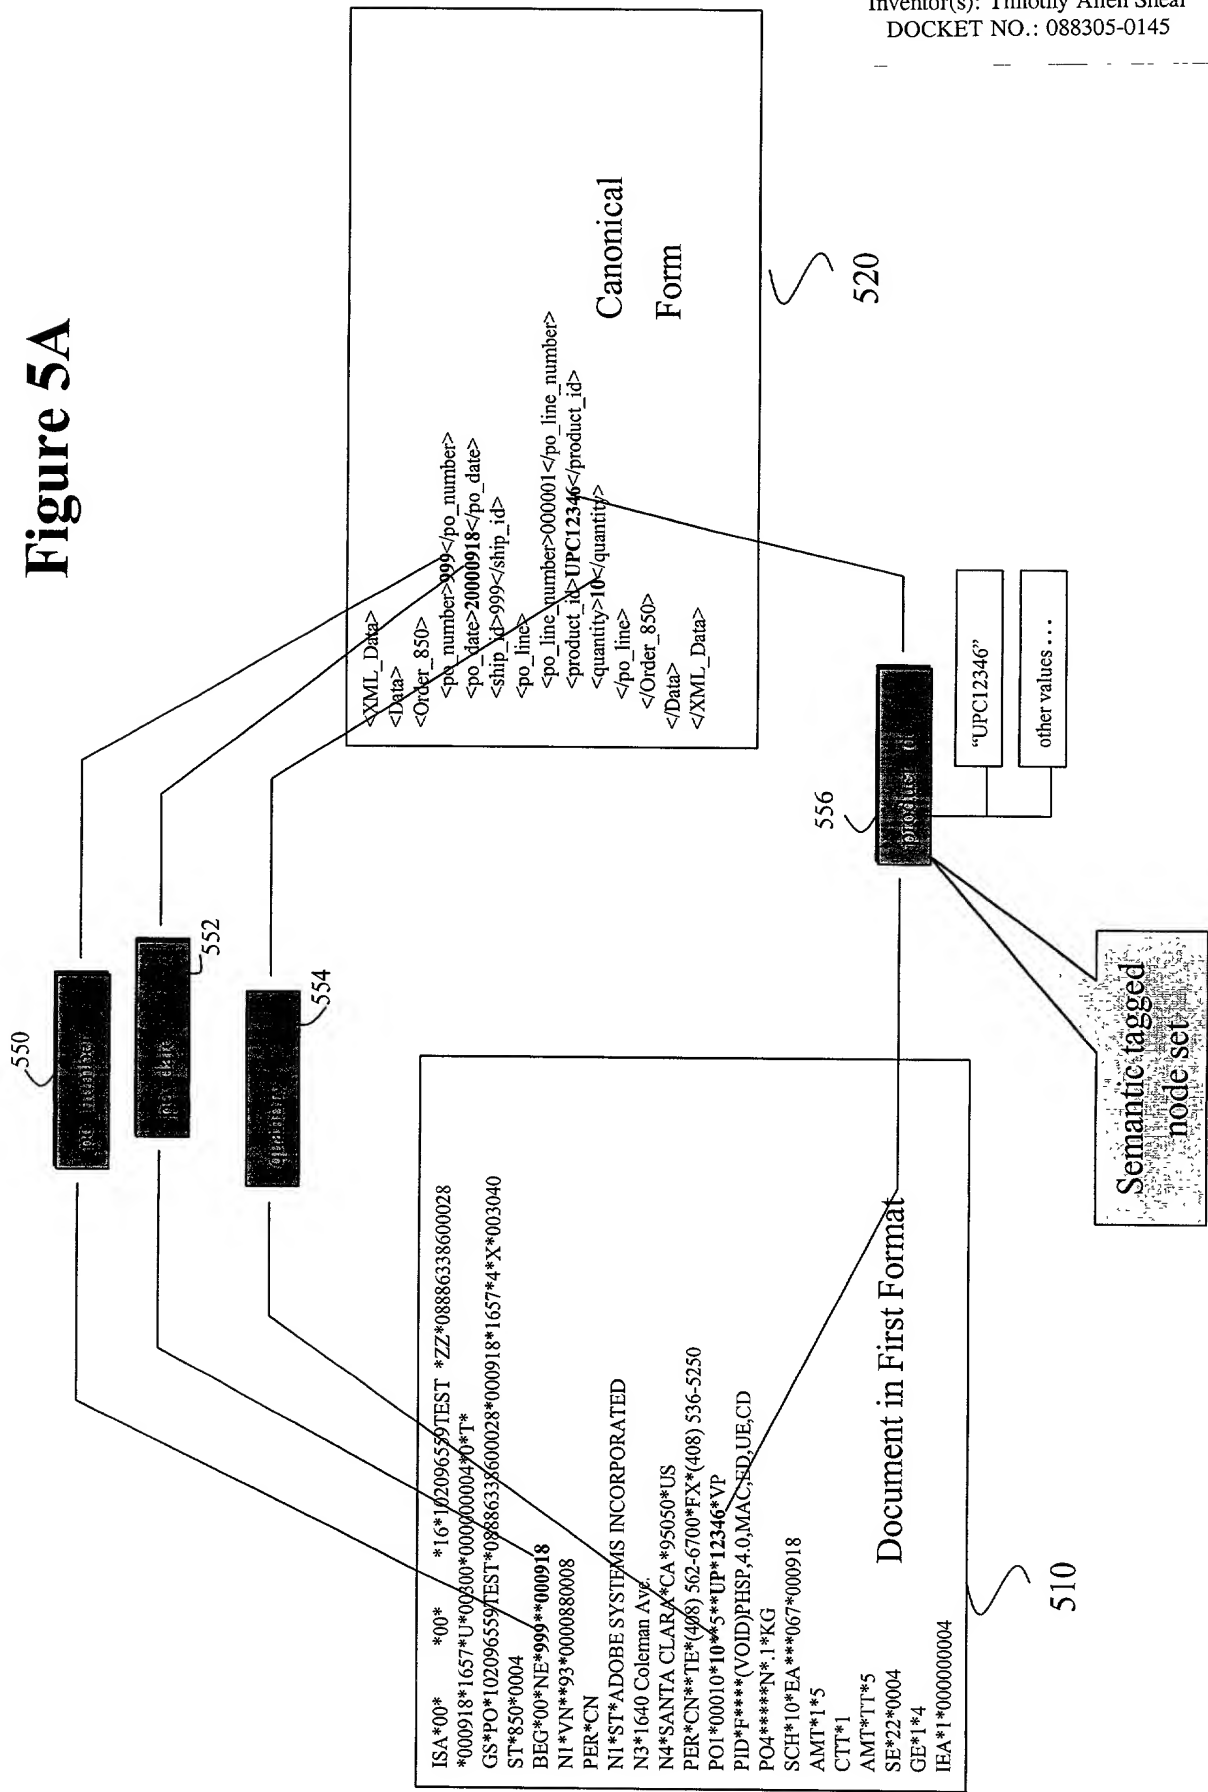 Inventor(s): Timothy Allen Shear
DOCKET NO.: 088305-0145
Figure 5A
550
po_number
po_date
552
quantity
554
ISA*00* *00* *16*102096559TEST *ZZ*0888633860028
*000918*1657*U*00300*000000004*0*T*
GS*PO*102096559TEST*0888633860028*000918*1657*4*X*003040
ST*850*0004
BEG*00*NE*999**000918
N1*VN**93*0000880008
PER*CN
N1*ST*ADOBE SYSTEMS INCORPORATED
N3*1640 Coleman Ave.
N4*SANTA CLARA*CA*95050*US
PER*CN**TE*(408) 562-6700*FX*(408) 536-5250
PO1*00010*10**5**UP*12346*VP
PID*F****(VOID)PHSP,4.0,MAC,ED,UE,CD
PO4*****N*.1*KG
SCH*10*EA***067*000918
AMT*1*5
CTT*1
AMT*TT*5
SE*22*0004
GE*1*4
IEA*1*000000004
Document in First Format
510
<XML_Data>
<Data>
<Order_850>
<po_number>999</po_number>
<po_date>20000918</po_date>
<ship_id>999</ship_id>
<po_line>
<po_line_number>000001</po_line_number>
<product_id>UPC12346</product_id>
<quantity>10</quantity>
</po_line>
</Order_850>
</Data>
</XML_Data>
Canonical
Form
520
556
product_id
“UPC12346”
other values ...
Semantic tagged
node set